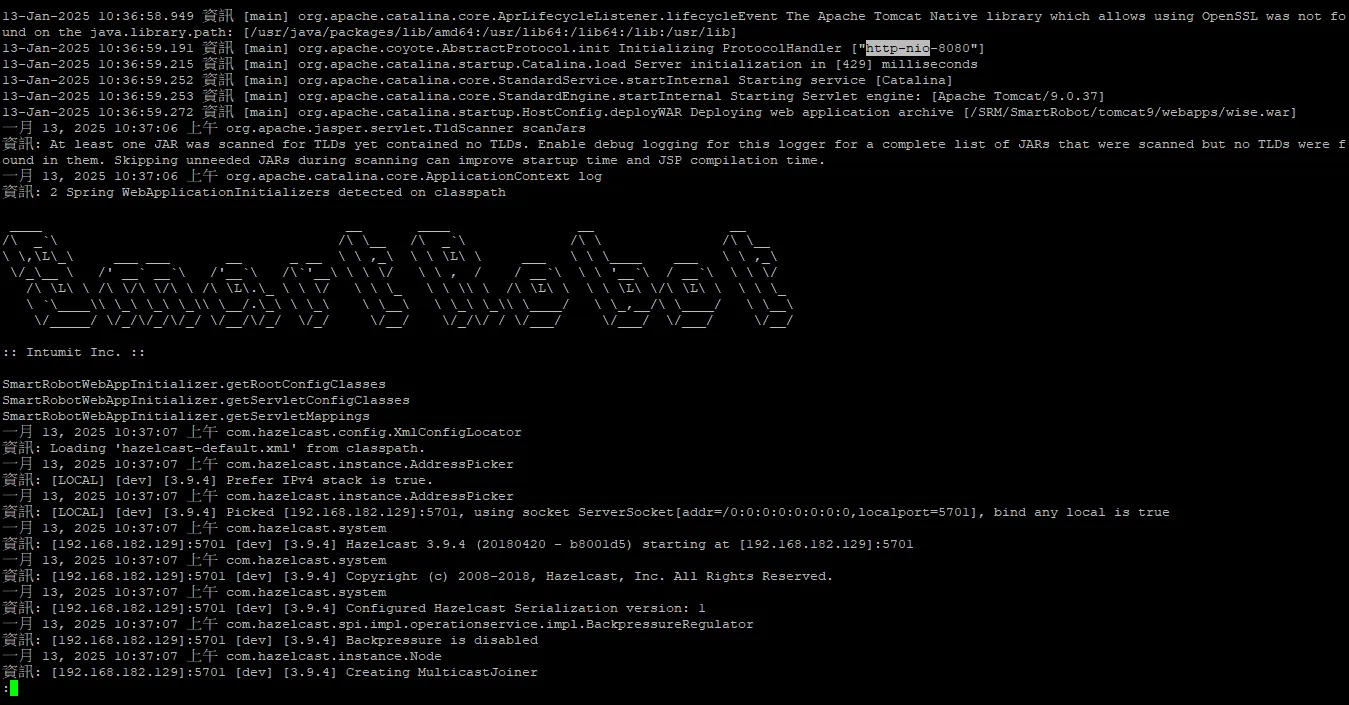 13-Jan-2025 10:36:58.949 資訊 [main] org.apache.catalina.core.AprLifecycleListener.lifecycleEvent The Apache Tomcat Native library which allows using OpenSSL was not fo
und on the java.library.path: [/usr/java/packages/lib/amd64:/usr/lib64:/lib64:/lib:/usr/lib]
13-Jan-2025 10:36:59.191 資訊 [main] org.apache.coyote.AbstractProtocol.init Initializing ProtocolHandler ["http-nio-8080"]
13-Jan-2025 10:36:59.215 資訊 [main] org.apache.catalina.startup.Catalina.load Server initialization in [429] milliseconds
13-Jan-2025 10:36:59.252 資訊 [main] org.apache.catalina.core.StandardService.startInternal Starting service [Catalina]
13-Jan-2025 10:36:59.253 資訊 [main] org.apache.catalina.core.StandardEngine.startInternal Starting Servlet engine: [Apache Tomcat/9.0.37]
13-Jan-2025 10:36:59.272 資訊 [main] org.apache.catalina.startup.HostConfig.deployWAR Deploying web application archive [/SRM/SmartRobot/tomcat9/webapps/wise.war]
一月 13, 2025 10:37:06 上午 org.apache.jasper.servlet.TldScanner scanJars
資訊: At least one JAR was scanned for TLDs yet contained no TLDs. Enable debug logging for this logger for a complete list of JARs that were scanned but no TLDs were f
ound in them. Skipping unneeded JARs during scanning can improve startup time and JSP compilation time.
一月 13, 2025 10:37:06 上午 org.apache.catalina.core.ApplicationContext log
資訊: 2 Spring WebApplicationInitializers detected on classpath
SmartRobot
:: Intumit Inc. ::
SmartRobotWebAppInitializer.getRootConfigClasses
SmartRobotWebAppInitializer.getServletConfigClasses
SmartRobotWebAppInitializer.getServletMappings
一月 13, 2025 10:37:07 上午 com.hazelcast.config.XmlConfigLocator
資訊: Loading 'hazelcast-default.xml' from classpath.
一月 13, 2025 10:37:07 上午 com.hazelcast.instance.AddressPicker
資訊: [LOCAL] [dev] [3.9.4] Prefer IPv4 stack is true.
一月 13, 2025 10:37:07 上午 com.hazelcast.instance.AddressPicker
資訊: [LOCAL] [dev] [3.9.4] Picked [192.168.182.129]:5701, using socket ServerSocket[addr=/0:0:0:0:0:0:0:0,localport=5701], bind any local is true
一月 13, 2025 10:37:07 上午 com.hazelcast.system
資訊: [192.168.182.129]:5701 [dev] [3.9.4] Hazelcast 3.9.4 (20180420 - b8001d5) starting at [192.168.182.129]:5701
一月 13, 2025 10:37:07 上午 com.hazelcast.system
資訊: [192.168.182.129]:5701 [dev] [3.9.4] Copyright (c) 2008-2018, Hazelcast, Inc. All Rights Reserved.
一月 13, 2025 10:37:07 上午 com.hazelcast.system
資訊: [192.168.182.129]:5701 [dev] [3.9.4] Configured Hazelcast Serialization version: 1
一月 13, 2025 10:37:07 上午 com.hazelcast.spi.impl.operationservice.impl.BackpressureRegulator
資訊: [192.168.182.129]:5701 [dev] [3.9.4] Backpressure is disabled
一月 13, 2025 10:37:07 上午 com.hazelcast.instance.Node
資訊: [192.168.182.129]:5701 [dev] [3.9.4] Creating MulticastJoiner
: